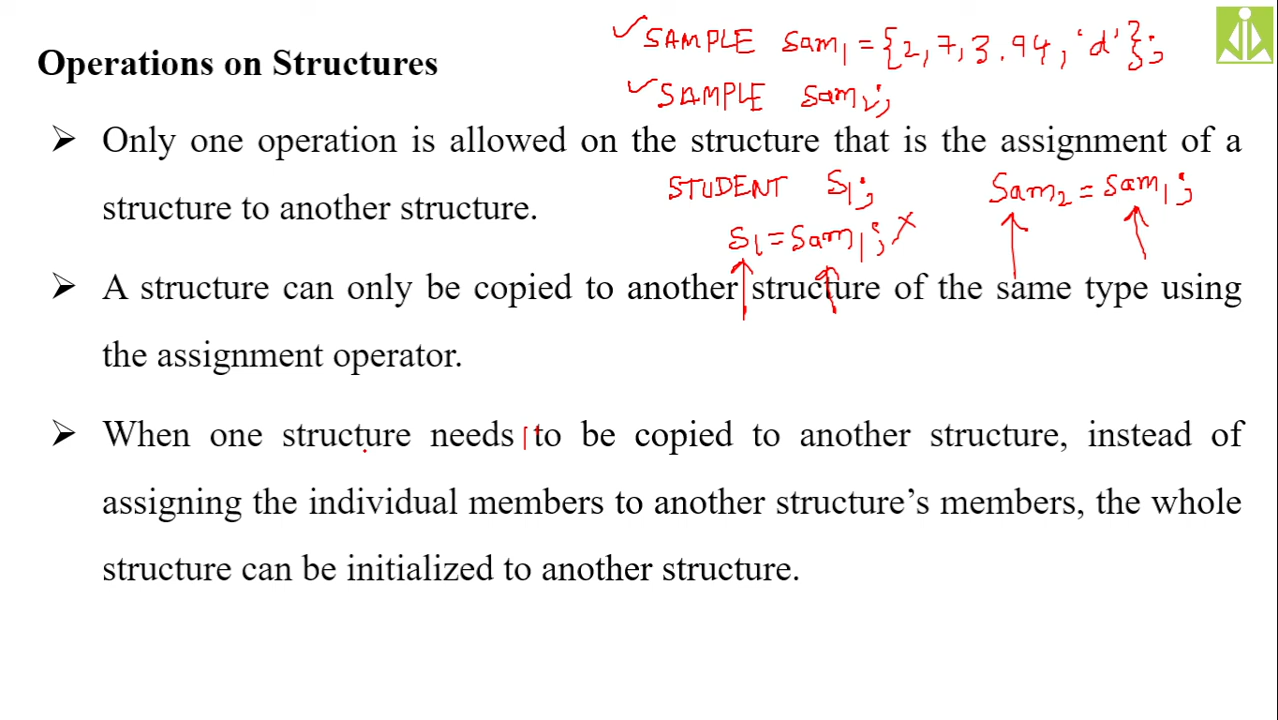 ✓SAMPLE Sam1 = {2, 7, 3.94, 'd'};
Operations on Structures
✓SAMPLE Sam2;
➢ Only one operation is allowed on the structure that is the assignment of a
STUDENT S1; Sam2 = Sam1;
structure to another structure.
S1 = Sam1; ✗
➢ A structure can only be copied to another structure of the same type using
the assignment operator.
➢ When one structure needs to be copied to another structure, instead of
assigning the individual members to another structure’s members, the whole
structure can be initialized to another structure.